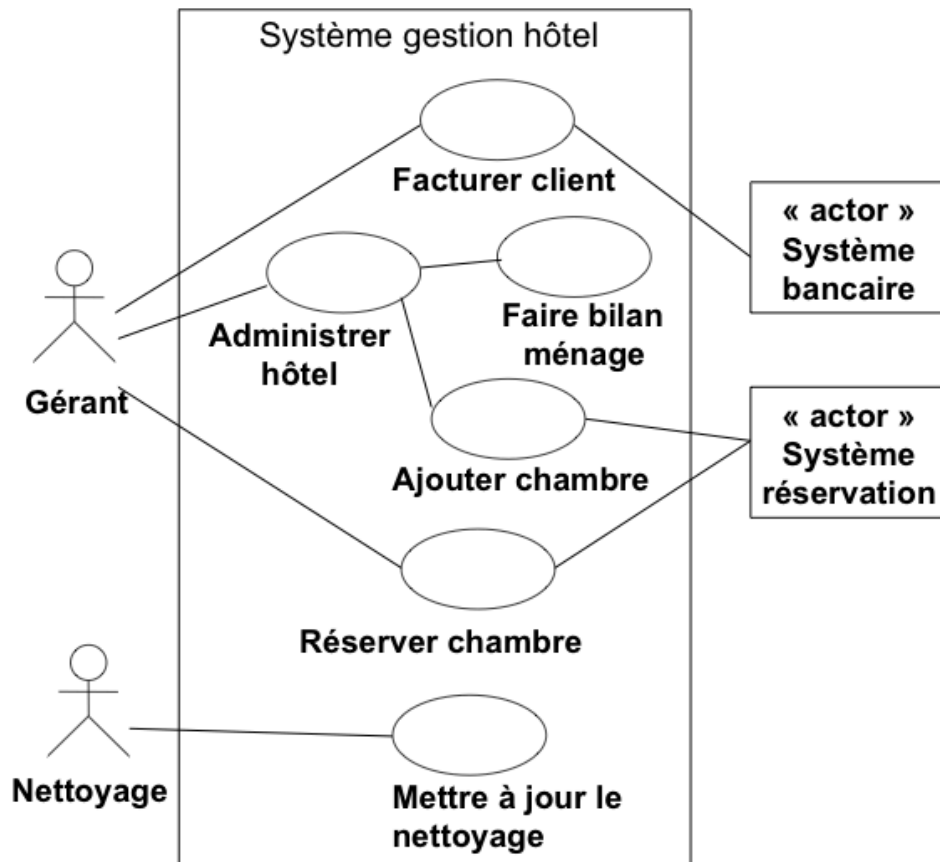 Système gestion hôtel
Facturer client
« actor »
Système
bancaire
Administrer
hôtel
Faire bilan
ménage
Gérant
« actor »
Système
réservation
Ajouter chambre
Réserver chambre
Nettoyage
Mettre à jour le
nettoyage